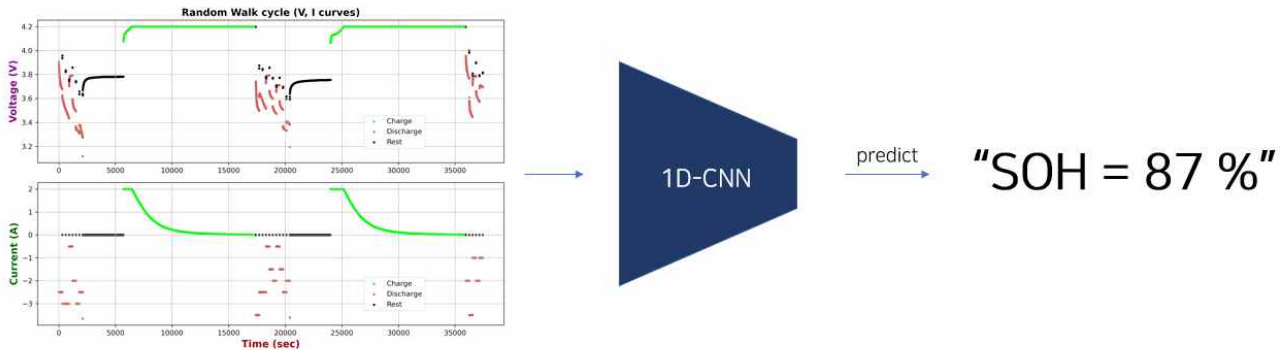 Random Walk cycle (V, I curves)
Voltage (V)
4.2
4.0
3.8
3.6
3.4
3.2
Charge
Discharge
Rest
0 5000 10000 15000 20000 25000 30000 35000
Current (A)
2
1
0
−1
−2
−3
Charge
Discharge
Rest
0 5000 10000 15000 20000 25000 30000 35000
Time (sec)
1D-CNN
predict
“SOH = 87 %”